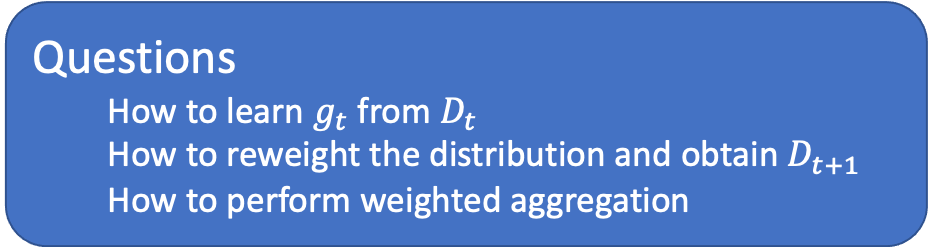 Questions
How to learn $g_t$ from $D_t$
How to reweight the distribution and obtain $D_{t+1}$
How to perform weighted aggregation